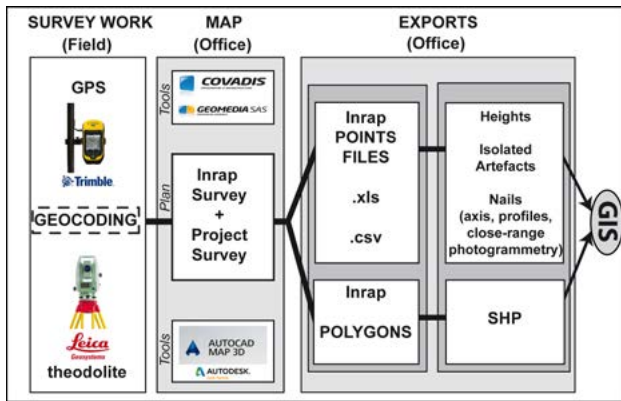 SURVEY WORK
(Field)
MAP
(Office)
EXPORTS
(Office)
GPS
Trimble
GEOCODING
Leica
Geosystems
theodolite
Tools
COVADIS
GEOMEDIA SAS
Plan
Inrap
Survey
+
Project
Survey
Tools
AUTOCAD
MAP 3D
AUTODESK
Inrap
POINTS
FILES
.xls
.csv
Inrap
POLYGONS
Heights
Isolated
Artefacts
Nails
(axis, profiles,
close-range
photogrammetry)
SHP
GIS